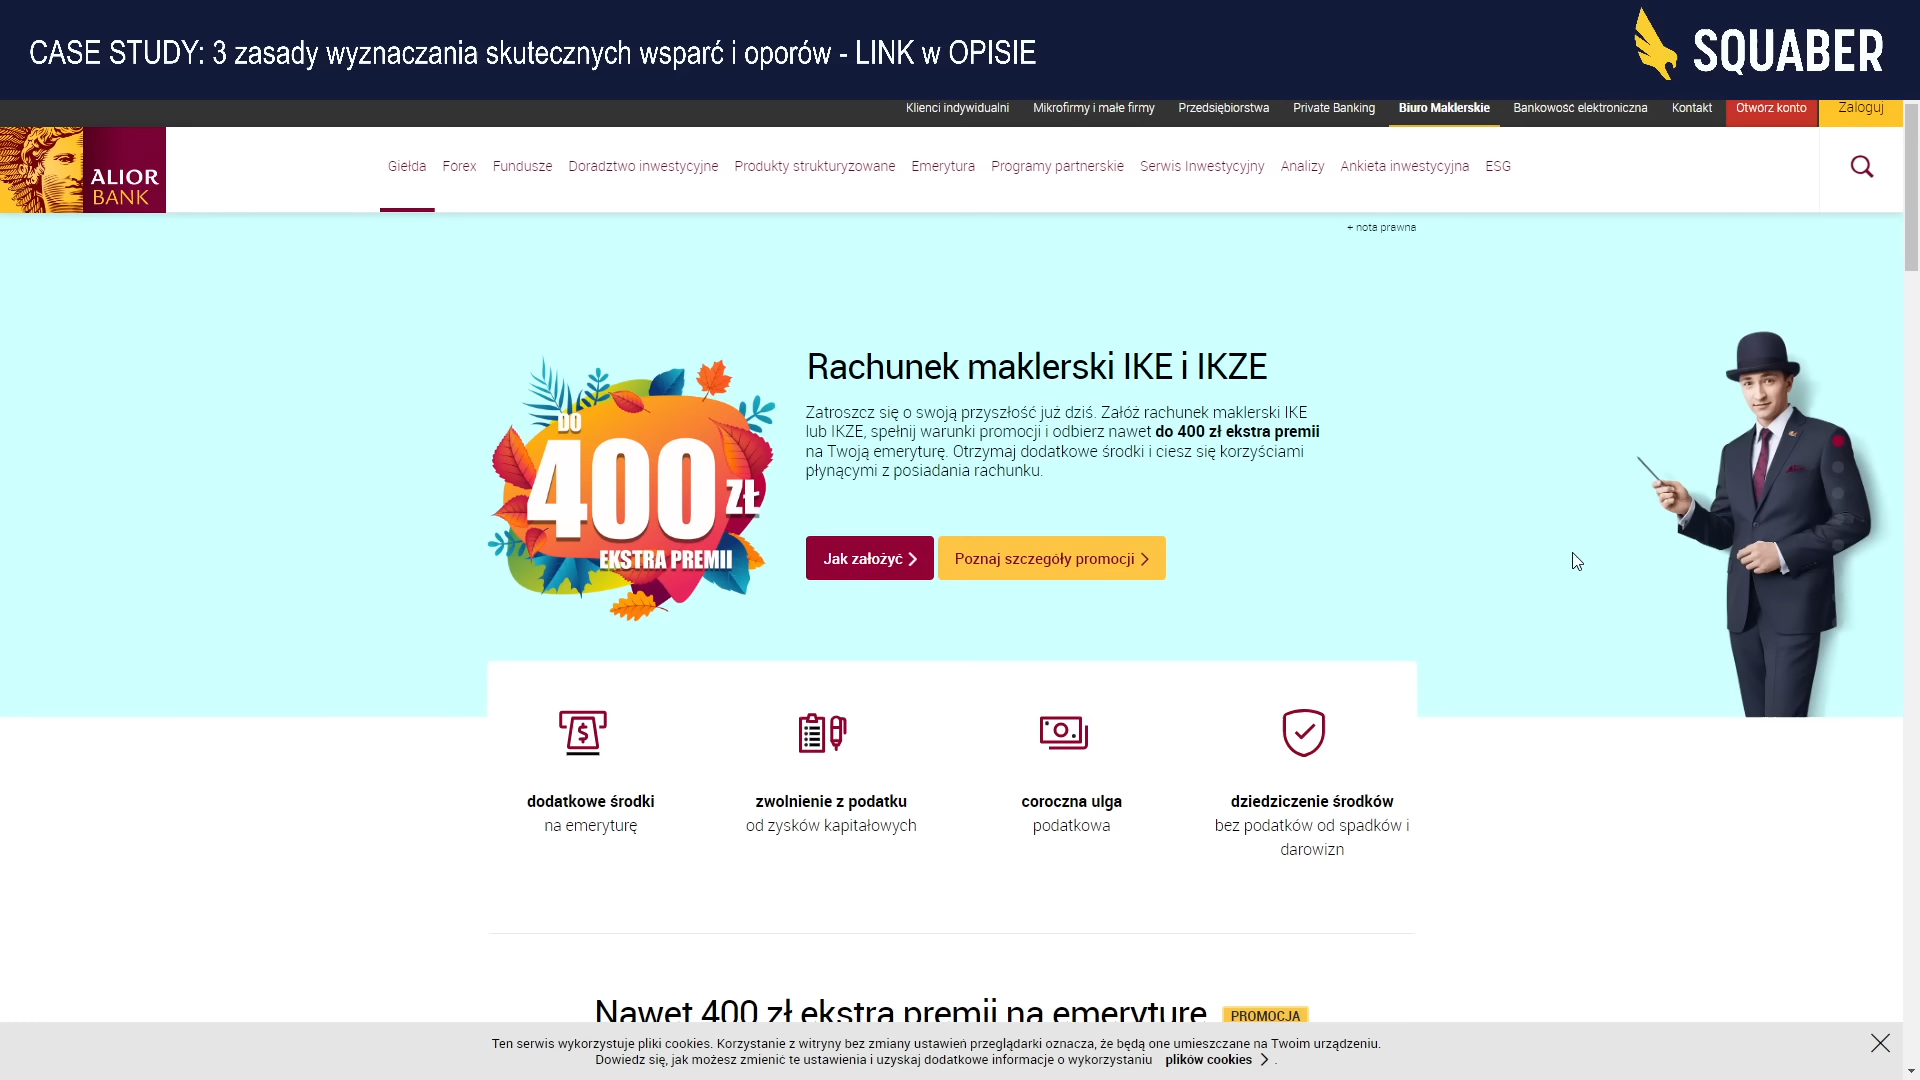 CASE STUDY: 3 zasady wyznaczania skutecznych wsparć i oporów - LINK w OPISIE
SQUABER
Klienci indywidualni Mikrofirmy i małe firmy Przedsiębiorstwa Private Banking Biuro Maklerskie Bankowość elektroniczna Kontakt Otwórz konto Zaloguj
ALIOR
BANK
Giełda Forex Fundusze Doradztwo inwestycyjne Produkty strukturyzowane Emerytura Programy partnerskie Serwis Inwestycyjny Analizy Ankieta inwestycyjna ESG
+ nota prawna
DO
400 ZŁ
EKSTRA PREMII
Rachunek maklerski IKE i IKZE
Zatroszcz się o swoją przyszłość już dziś. Załóż rachunek maklerski IKE
lub IKZE, spełnij warunki promocji i odbierz nawet do 400 zł ekstra premii
na Twoją emeryturę. Otrzymaj dodatkowe środki i ciesz się korzyściami
płynącymi z posiadania rachunku.
Jak założyć
Poznaj szczegóły promocji
dodatkowe środki
na emeryturę
zwolnienie z podatku
od zysków kapitałowych
coroczna ulga
podatkowa
dziedziczenie środków
bez podatków od spadków i
darowizn
Nawet 400 zł ekstra premii na emeryturę PROMOCJA
Ten serwis wykorzystuje pliki cookies. Korzystanie z witryny bez zmiany ustawień przeglądarki oznacza, że będą one umieszczane na Twoim urządzeniu.
Dowiedz się, jak możesz zmienić te ustawienia i uzyskaj dodatkowe informacje o wykorzystaniu plików cookies .